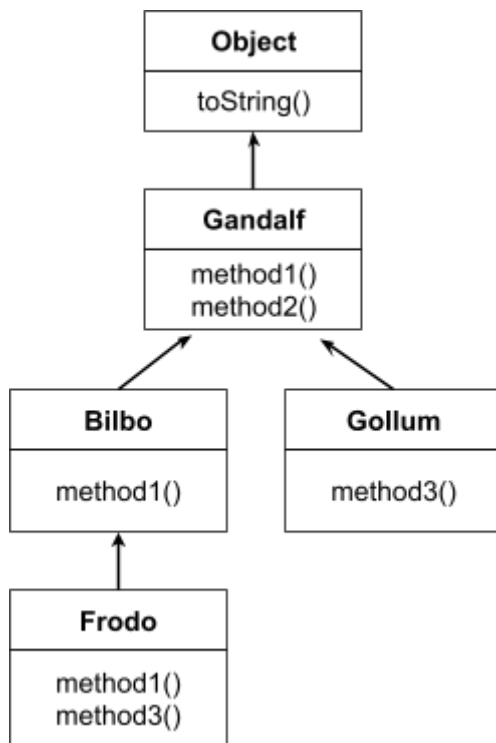 Object
toString()
Gandalf
method1()
method2()
Bilbo
method1()
Gollum
method3()
Frodo
method1()
method3()